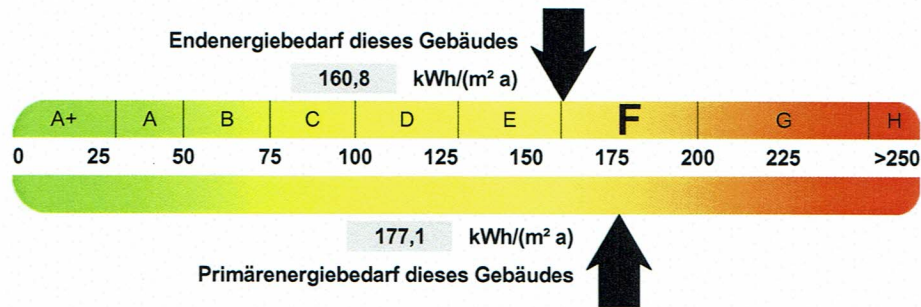 Endenergiebedarf dieses Gebäudes
160,8 kWh/(m² a)
A+ A B C D E F G H
0 25 50 75 100 125 150 175 200 225 >250
177,1 kWh/(m² a)
Primärenergiebedarf dieses Gebäudes